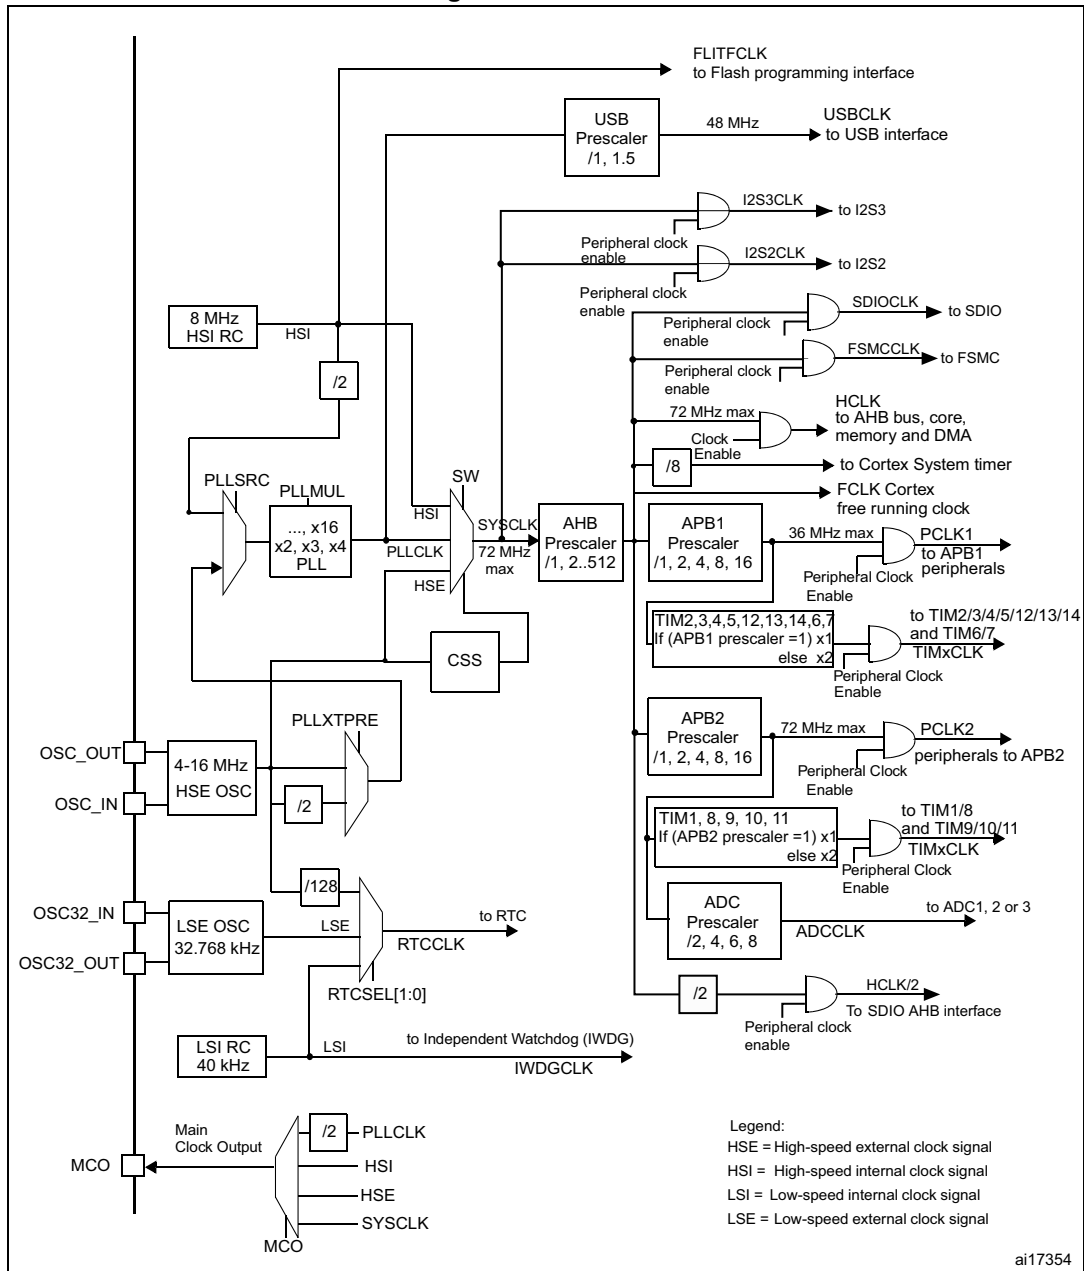 FLITFCLK
to Flash programming interface
USB
Prescaler
/1, 1.5
48 MHz
USBCLK
to USB interface
I2S3CLK
to I2S3
Peripheral clock
enable
I2S2CLK
to I2S2
Peripheral clock
enable
8 MHz
HSI RC
HSI
SDIOCLK
to SDIO
Peripheral clock
enable
FSMCCLK
to FSMC
Peripheral clock
enable
/2
HCLK
72 MHz max
to AHB bus, core,
memory and DMA
Clock
Enable
/8
to Cortex System timer
FCLK Cortex
free running clock
PLLSRC
PLLMUL
..., x16
x2, x3, x4
PLL
SW
HSI
PLLCLK
HSE
SYSCLK
72 MHz
max
AHB
Prescaler
/1, 2..512
APB1
Prescaler
/1, 2, 4, 8, 16
36 MHz max
PCLK1
to APB1
peripherals
Peripheral Clock
Enable
TIM2,3,4,5,12,13,14,6,7
If (APB1 prescaler =1) x1
else x2
to TIM2/3/4/5/12/13/14
and TIM6/7
TIMxCLK
Peripheral Clock
Enable
CSS
PLLXTPRE
OSC_OUT
OSC_IN
4-16 MHz
HSE OSC
/2
APB2
Prescaler
/1, 2, 4, 8, 16
72 MHz max
PCLK2
peripherals to APB2
Peripheral Clock
Enable
TIM1, 8, 9, 10, 11
If (APB2 prescaler =1) x1
else x2
to TIM1/8
and TIM9/10/11
TIMxCLK
Peripheral Clock
Enable
/128
OSC32_IN
OSC32_OUT
LSE OSC
32.768 kHz
LSE
to RTC
RTCCLK
RTCSEL[1:0]
ADC
Prescaler
/2, 4, 6, 8
to ADC1, 2 or 3
ADCCLK
/2
HCLK/2
To SDIO AHB interface
Peripheral clock
enable
LSI RC
40 kHz
LSI
to Independent Watchdog (IWDG)
IWDGCLK
MCO
Main
Clock Output
/2
PLLCLK
HSI
HSE
SYSCLK
MCO
Legend:
HSE = High-speed external clock signal
HSI = High-speed internal clock signal
LSI = Low-speed internal clock signal
LSE = Low-speed external clock signal
ai17354